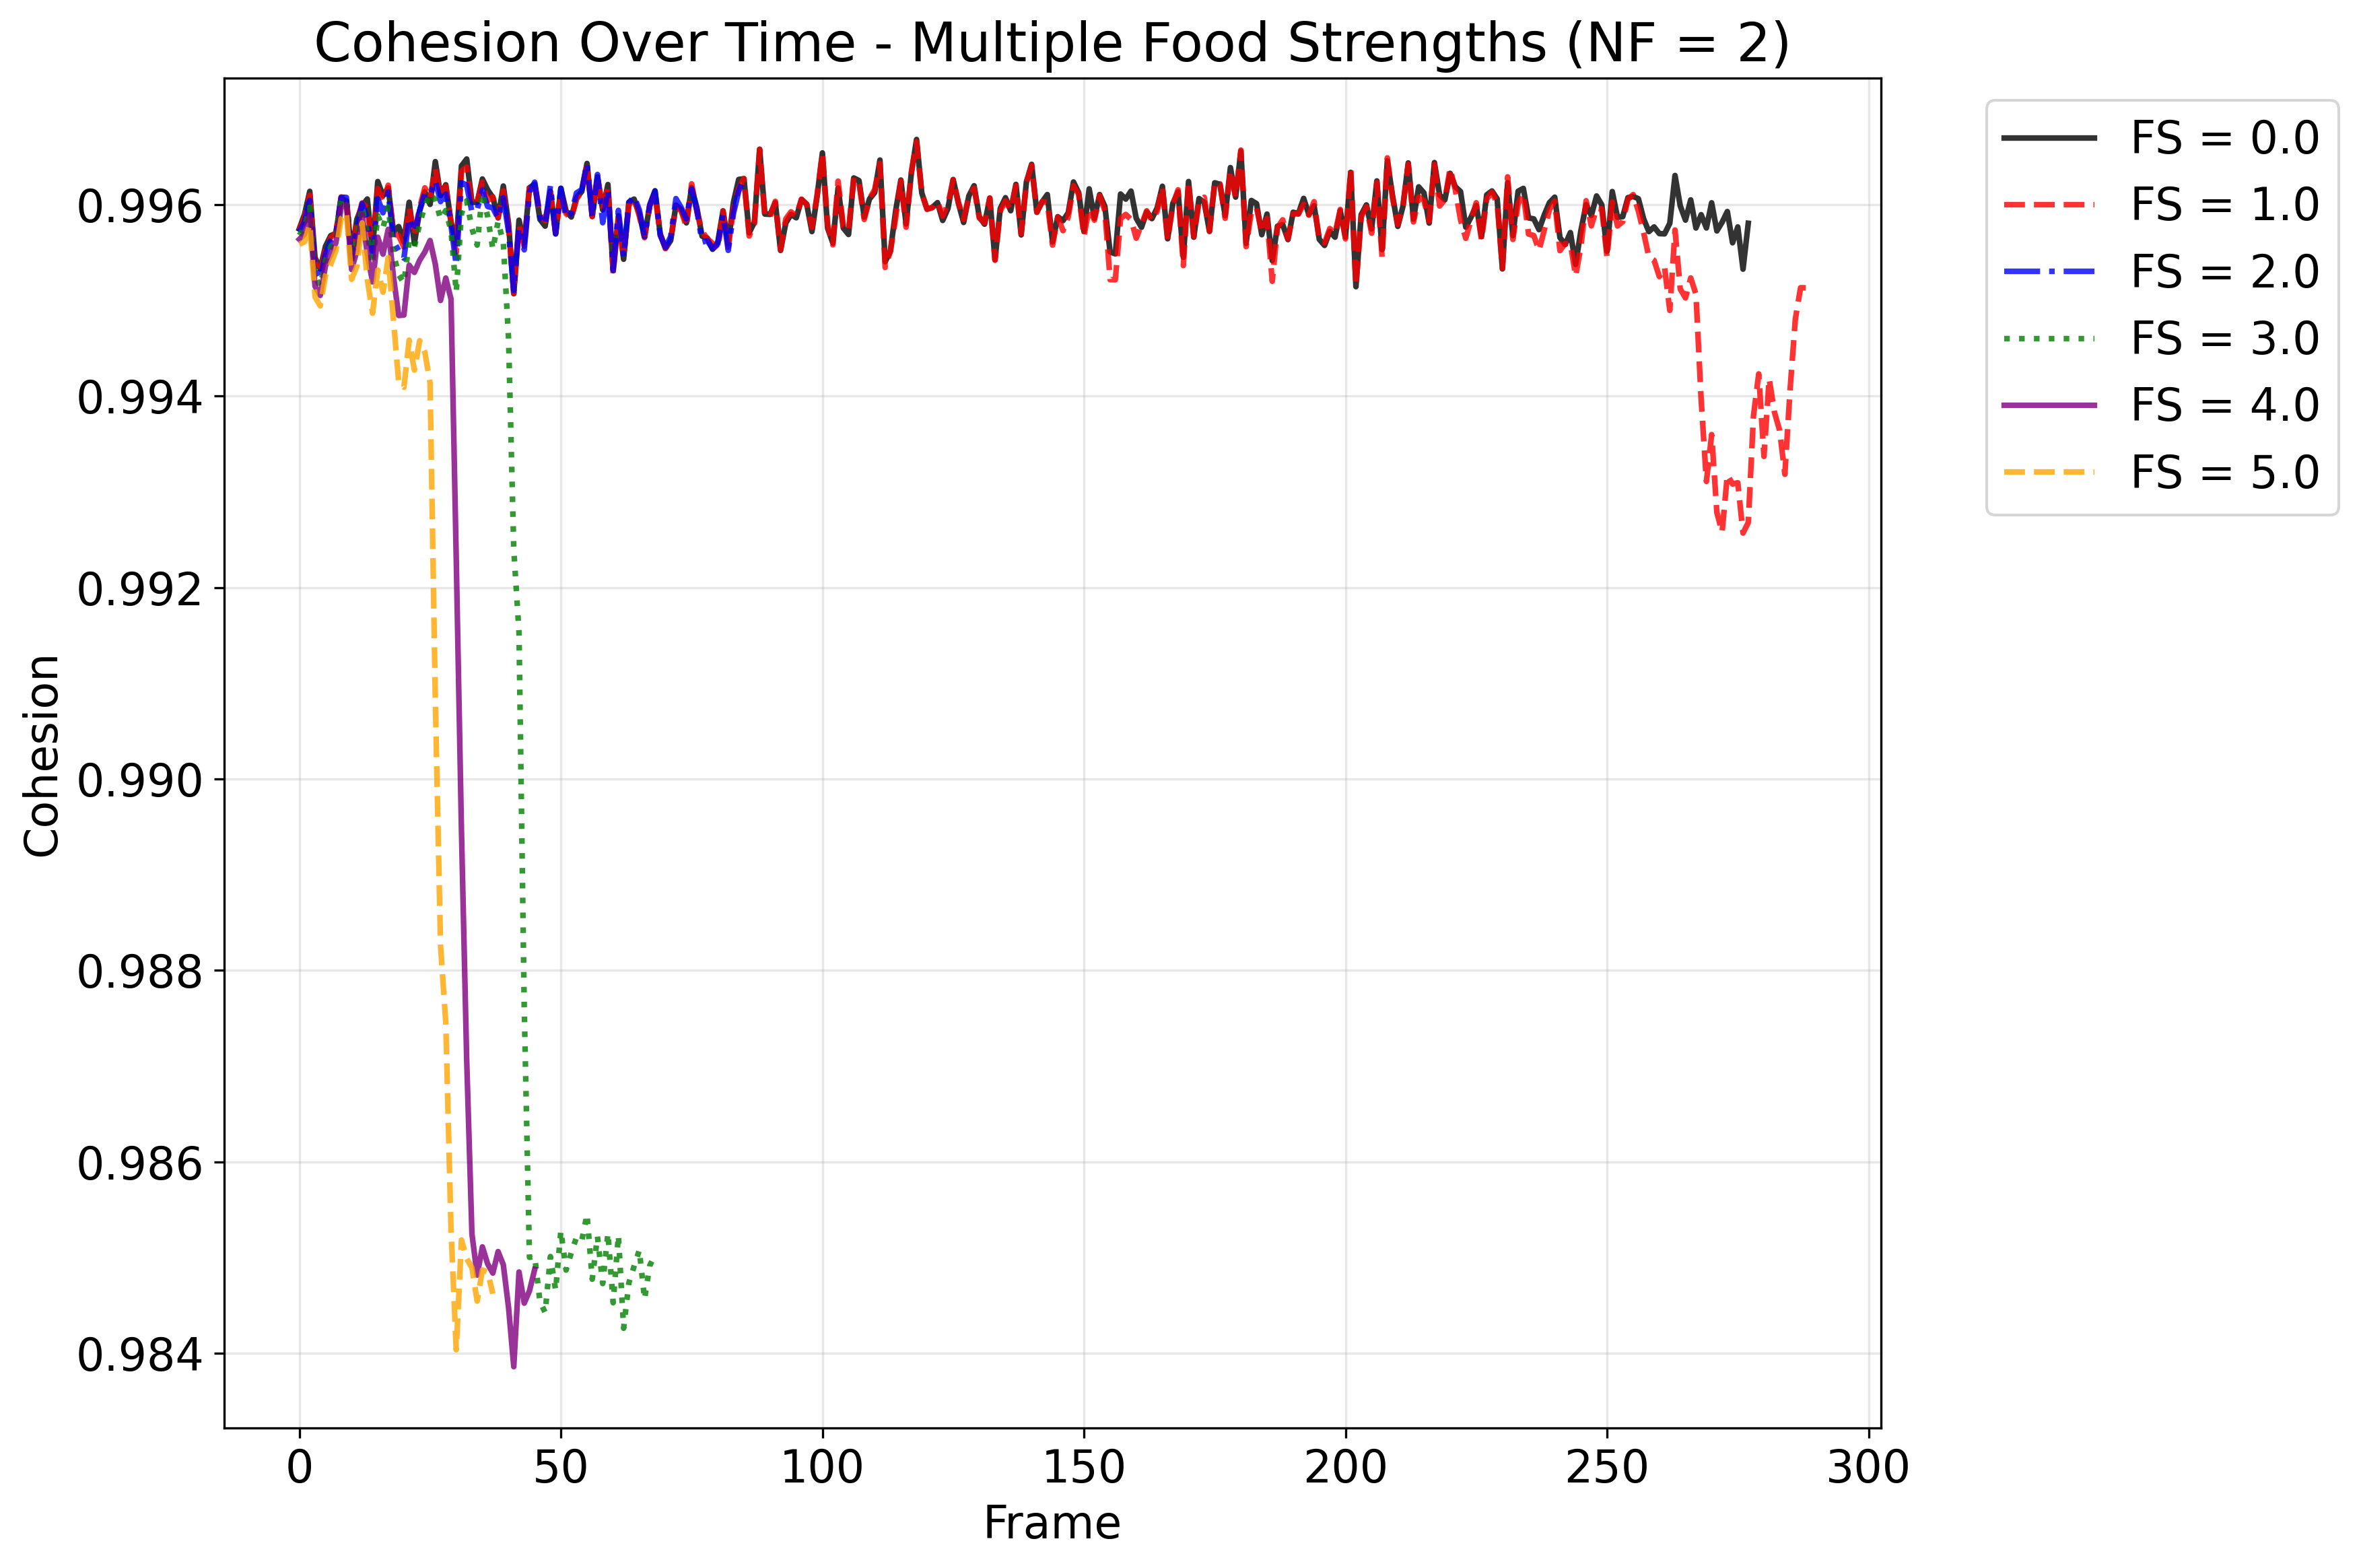 Cohesion Over Time - Multiple Food Strengths (NF = 2)
FS = 0.0
FS = 1.0
FS = 2.0
FS = 3.0
FS = 4.0
FS = 5.0
Cohesion
0.996
0.994
0.992
0.990
0.988
0.986
0.984
0 50 100 150 200 250 300
Frame